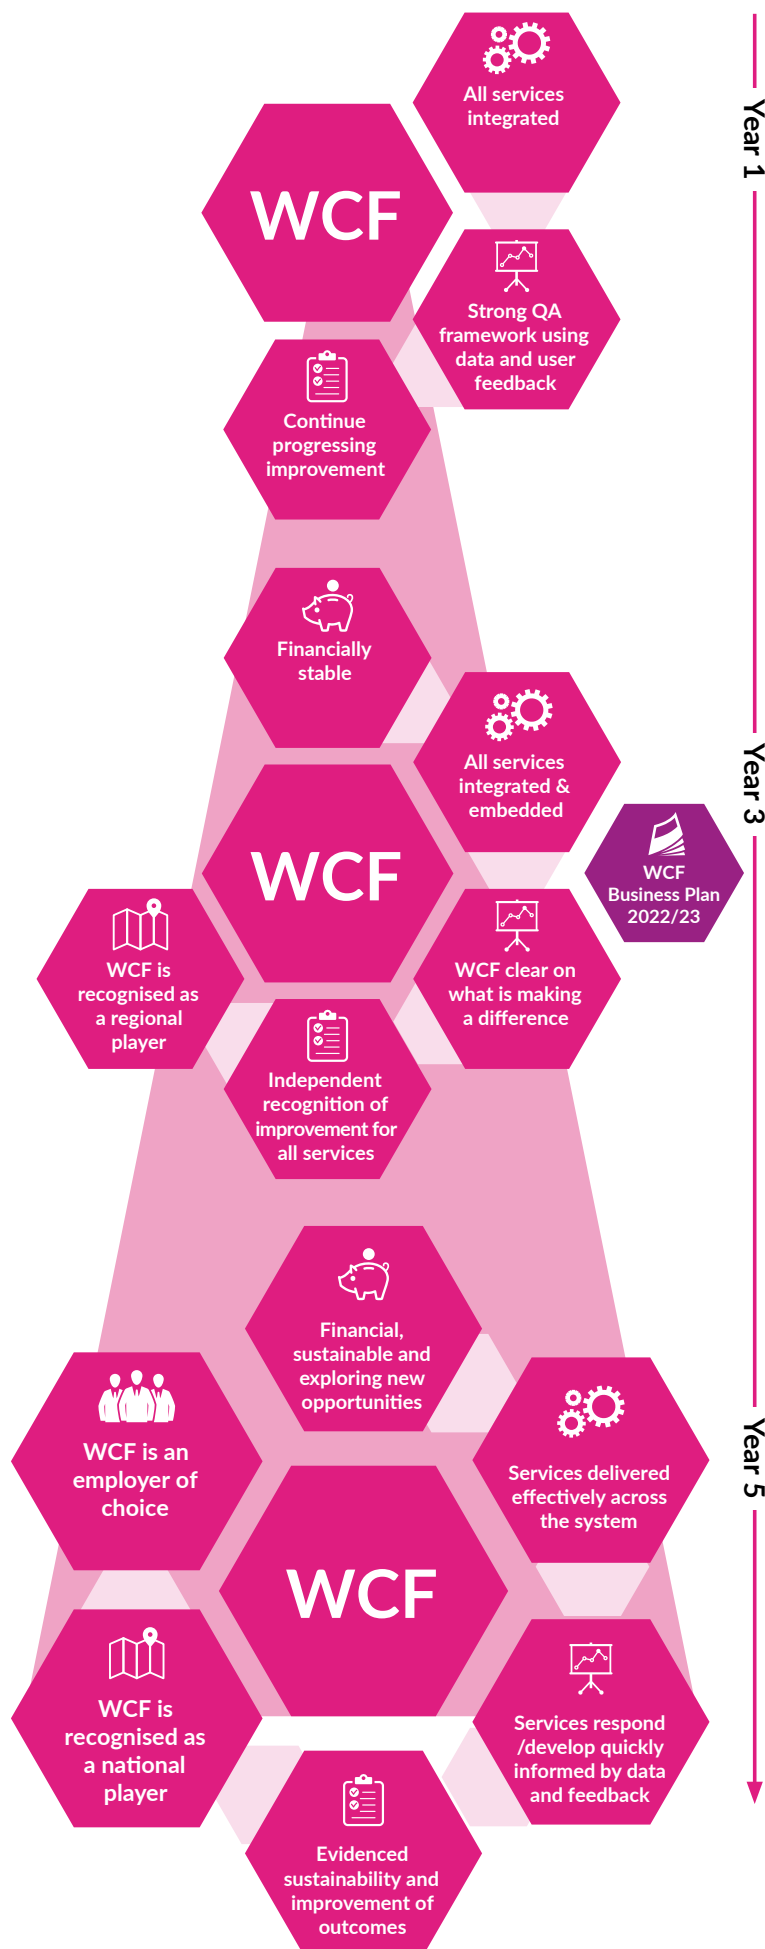 All services
integrated
Year 1
WCF
Strong QA
framework using
data and user
feedback
Continue
progressing
improvement
Financially
stable
All services
integrated &
embedded
Year 3
WCF
WCF
Business Plan
2022/23
WCF is
recognised as
a regional
player
WCF clear on
what is making
a difference
Independent
recognition of
improvement for
all services
Financial,
sustainable and
exploring new
opportunities
WCF is an
employer of
choice
Services delivered
effectively across
the system
Year 5
WCF
WCF is
recognised as
a national
player
Services respond
/develop quickly
informed by data
and feedback
Evidenced
sustainability and
improvement of
outcomes